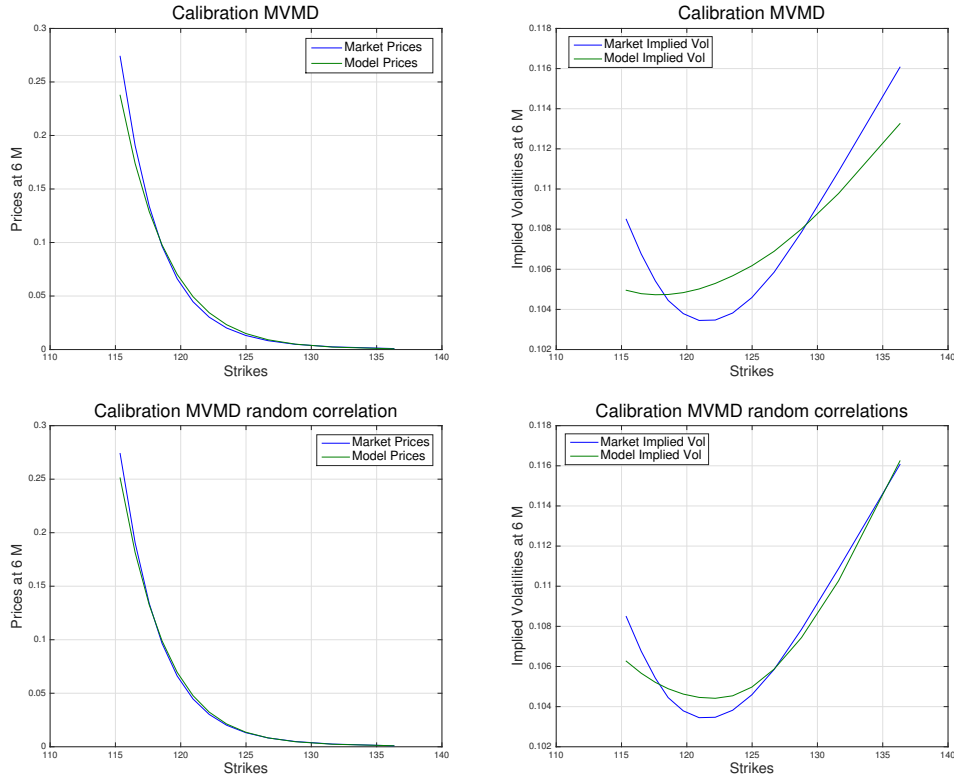 Calibration MVMD
Prices at 6 M
0.3
0.25
0.2
0.15
0.1
0.05
0
Market Prices
Model Prices
110 115 120 125 130 135 140
Strikes
Calibration MVMD
Implied Volatilities at 6 M
0.118
0.116
0.114
0.112
0.11
0.108
0.106
0.104
0.102
Market Implied Vol
Model Implied Vol
110 115 120 125 130 135 140
Strikes
Calibration MVMD random correlation
Prices at 6 M
0.3
0.25
0.2
0.15
0.1
0.05
0
Market Prices
Model Prices
110 115 120 125 130 135 140
Strikes
Calibration MVMD random correlations
Implied Volatilities at 6 M
0.118
0.116
0.114
0.112
0.11
0.108
0.106
0.104
0.102
Market Implied Vol
Model Implied Vol
110 115 120 125 130 135 140
Strikes